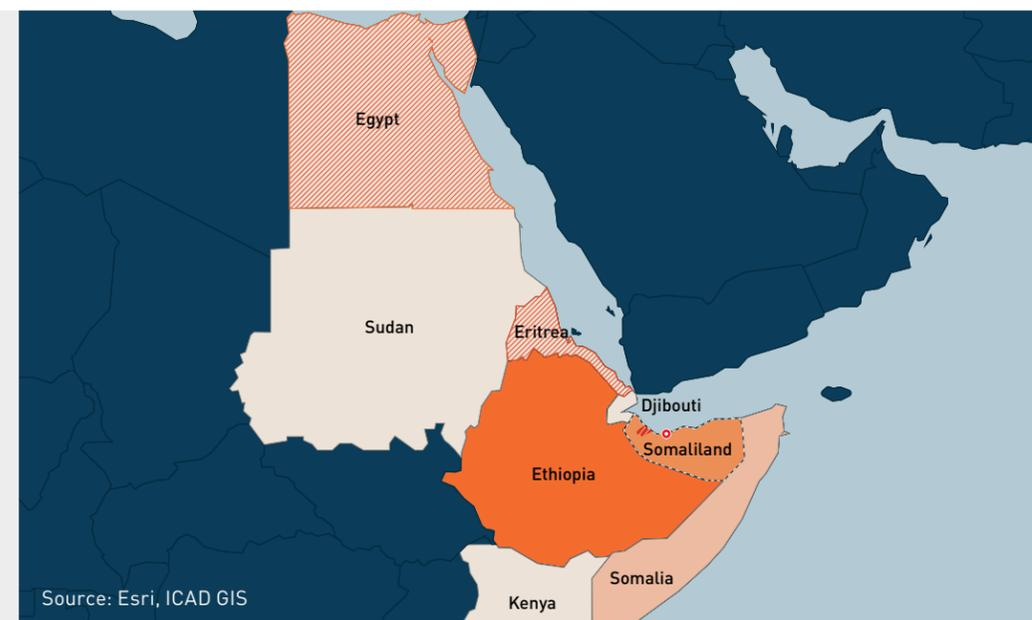 Egypt
Sudan
Eritrea
Djibouti
Somaliland
Ethiopia
Somalia
Source: Esri, ICAD GIS
Kenya